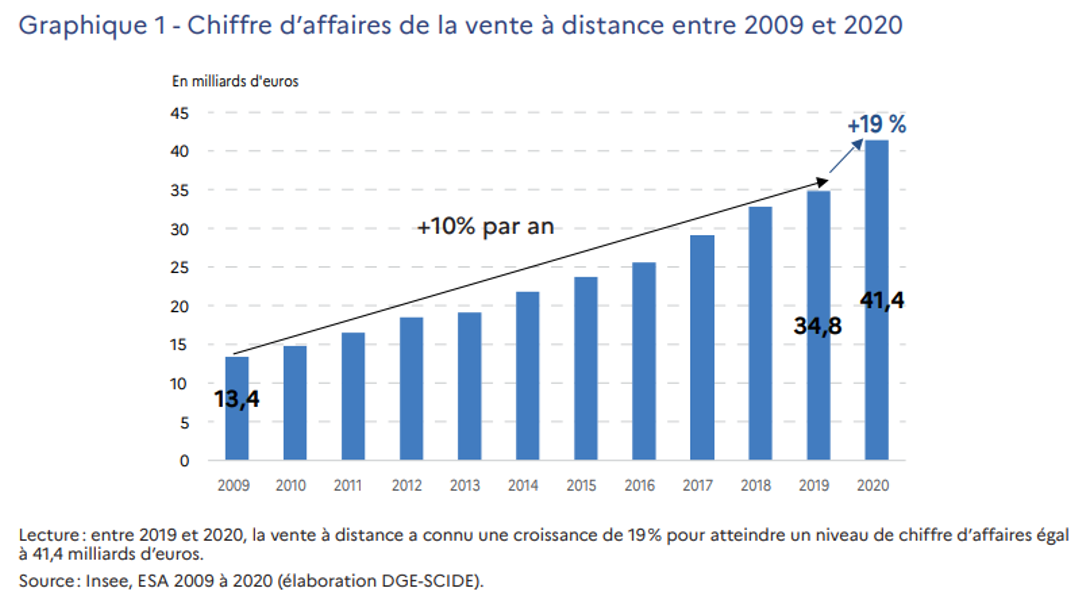 Graphique 1 - Chiffre d’affaires de la vente à distance entre 2009 et 2020
En milliards d'euros
45
+19 %
40
35
30
+10% par an
25
20
41,4
34,8
15
10
13,4
5
0
2009 2010 2011 2012 2013 2014 2015 2016 2017 2018 2019 2020
Lecture : entre 2019 et 2020, la vente à distance a connu une croissance de 19 % pour atteindre un niveau de chiffre d’affaires égal
à 41,4 milliards d’euros.
Source : Insee, ESA 2009 à 2020 (élaboration DGE-SCIDE).